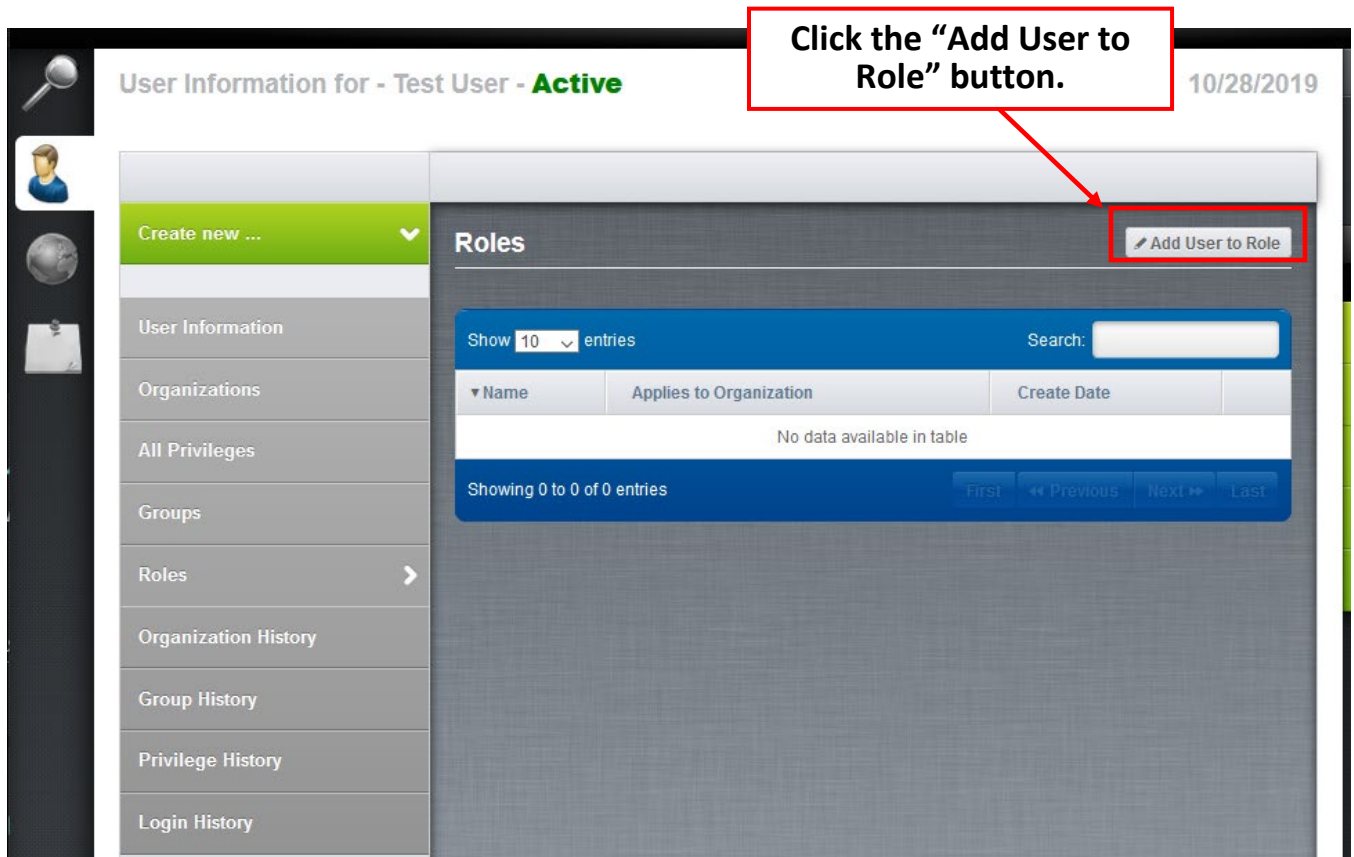 Click the “Add User to
Role” button.
User Information for - Test User - Active
10/28/2019
Create new ...
User Information
Organizations
All Privileges
Groups
Roles
Organization History
Group History
Privilege History
Login History
Roles
Add User to Role
Show 10 entries
Search:
Name Applies to Organization Create Date
No data available in table
Showing 0 to 0 of 0 entries
First Previous Next Last